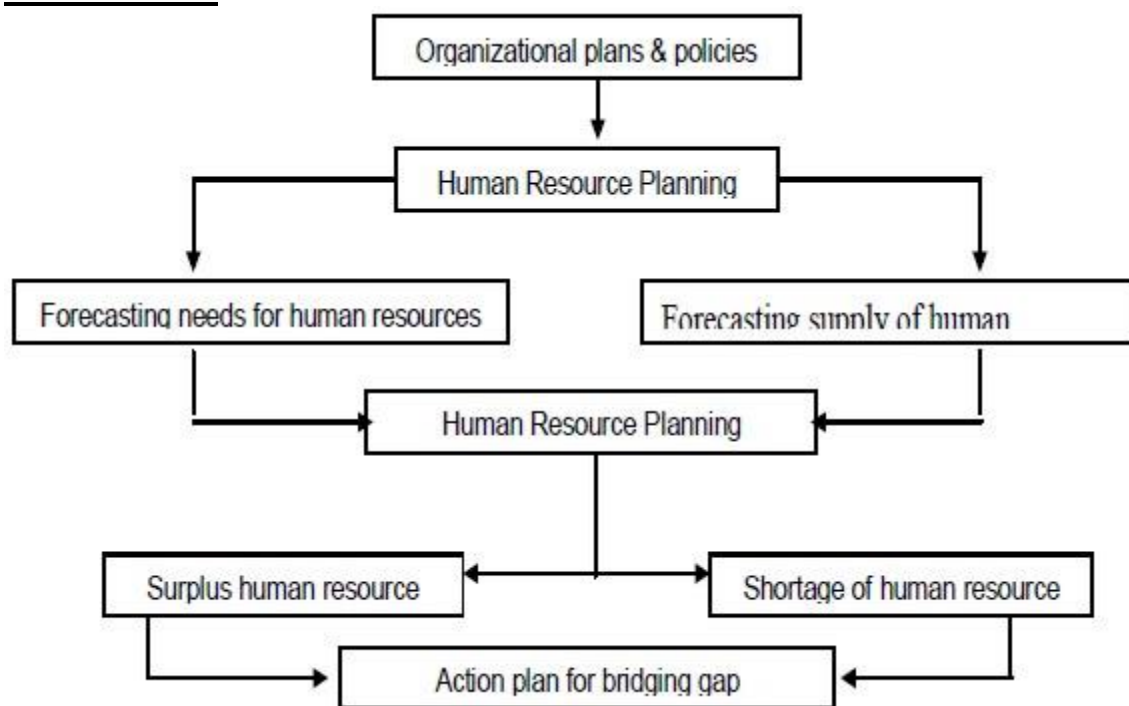 Organizational plans & policies
Human Resource Planning
Forecasting needs for human resources
Forecasting supply of human
Human Resource Planning
Surplus human resource
Shortage of human resource
Action plan for bridging gap